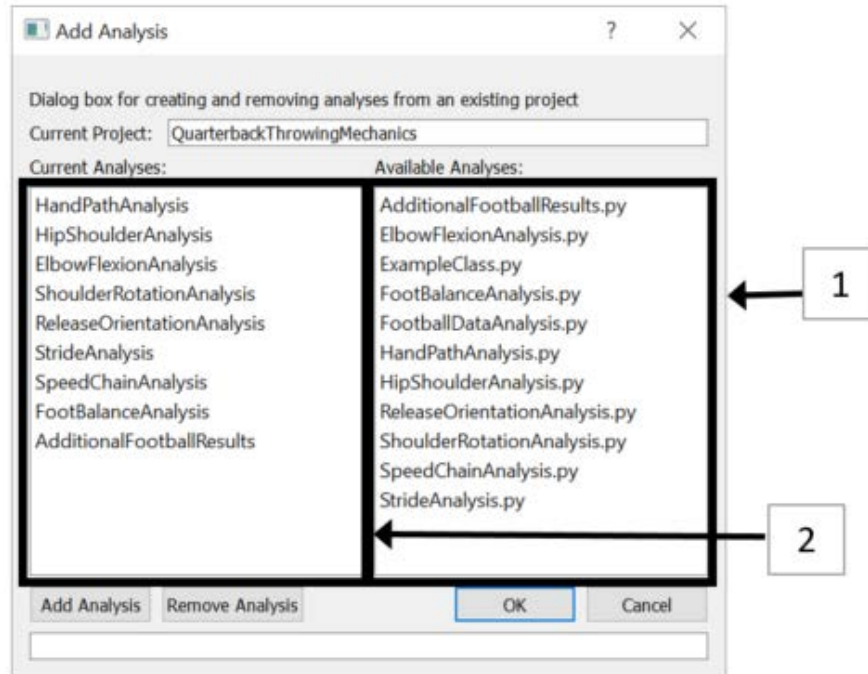 Add Analysis
?
Dialog box for creating and removing analyses from an existing project
Current Project: QuarterbackThrowingMechanics
Current Analyses:
HandPathAnalysis
HipShoulderAnalysis
ElbowFlexionAnalysis
ShoulderRotationAnalysis
ReleaseOrientationAnalysis
StrideAnalysis
SpeedChainAnalysis
FootBalanceAnalysis
AdditionalFootballResults
Available Analyses:
AdditionalFootballResults.py
ElbowFlexionAnalysis.py
ExampleClass.py
FootBalanceAnalysis.py
FootballDataAnalysis.py
HandPathAnalysis.py
HipShoulderAnalysis.py
ReleaseOrientationAnalysis.py
ShoulderRotationAnalysis.py
SpeedChainAnalysis.py
StrideAnalysis.py
1
2
Add Analysis
Remove Analysis
OK
Cancel